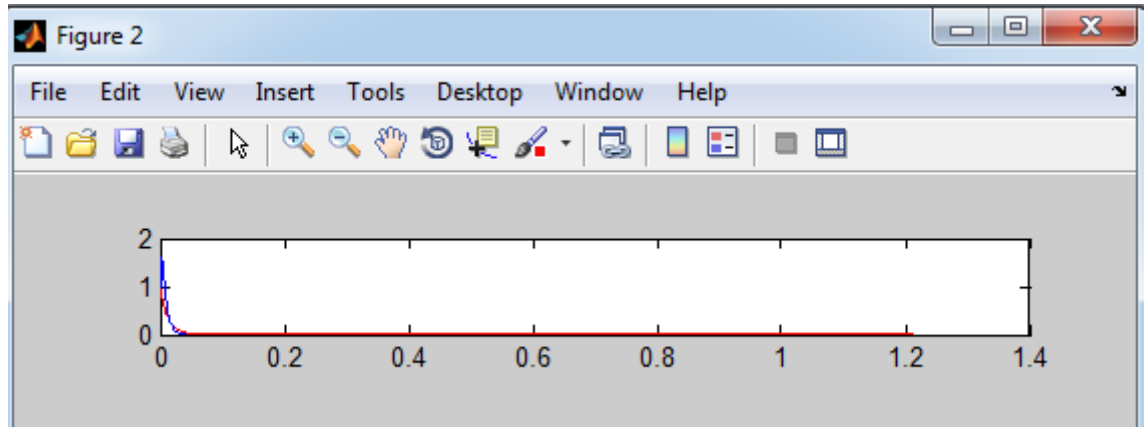 Figure 2
File Edit View Insert Tools Desktop Window Help
2
1
0
0 0.2 0.4 0.6 0.8 1 1.2 1.4